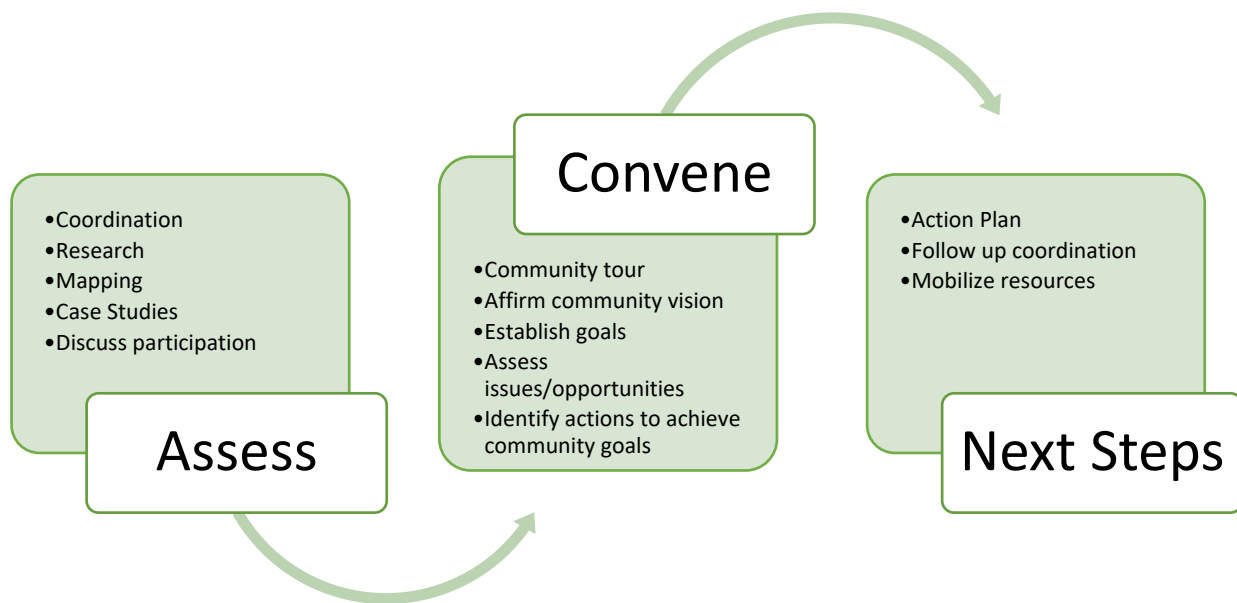 •Coordination
•Research
•Mapping
•Case Studies
•Discuss participation
Assess
Convene
•Community tour
•Affirm community vision
•Establish goals
•Assess
issues/opportunities
•Identify actions to achieve
community goals
•Action Plan
•Follow up coordination
•Mobilize resources
Next Steps